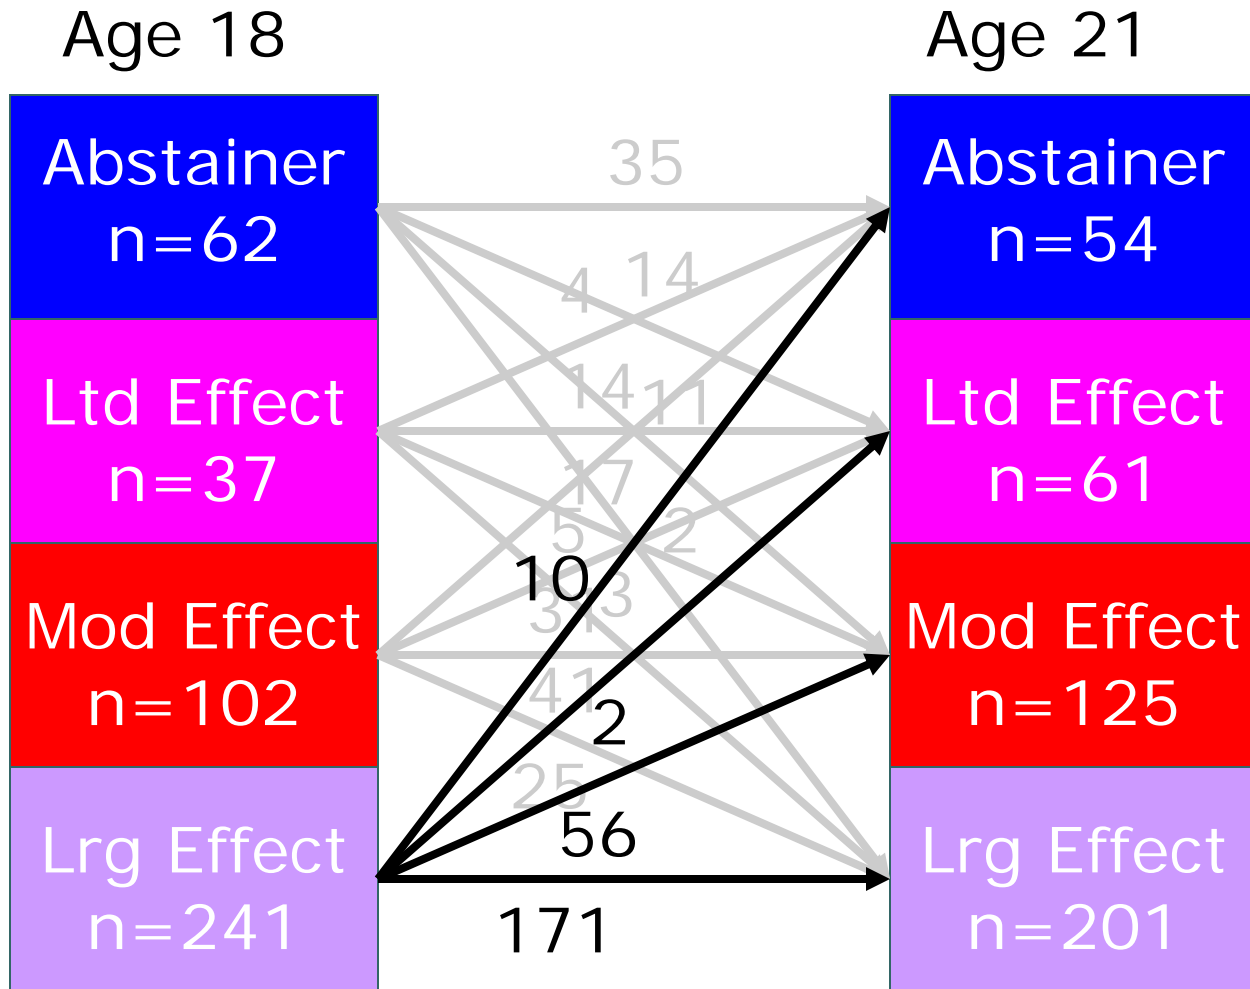 Age 18
Age 21
Abstainer
n=62
35
Abstainer
n=54
4
14
Ltd Effect
n=37
14
11
Ltd Effect
n=61
17
5
2
10
3
31
Mod Effect
n=102
41
2
Mod Effect
n=125
25
56
Lrg Effect
n=241
171
Lrg Effect
n=201